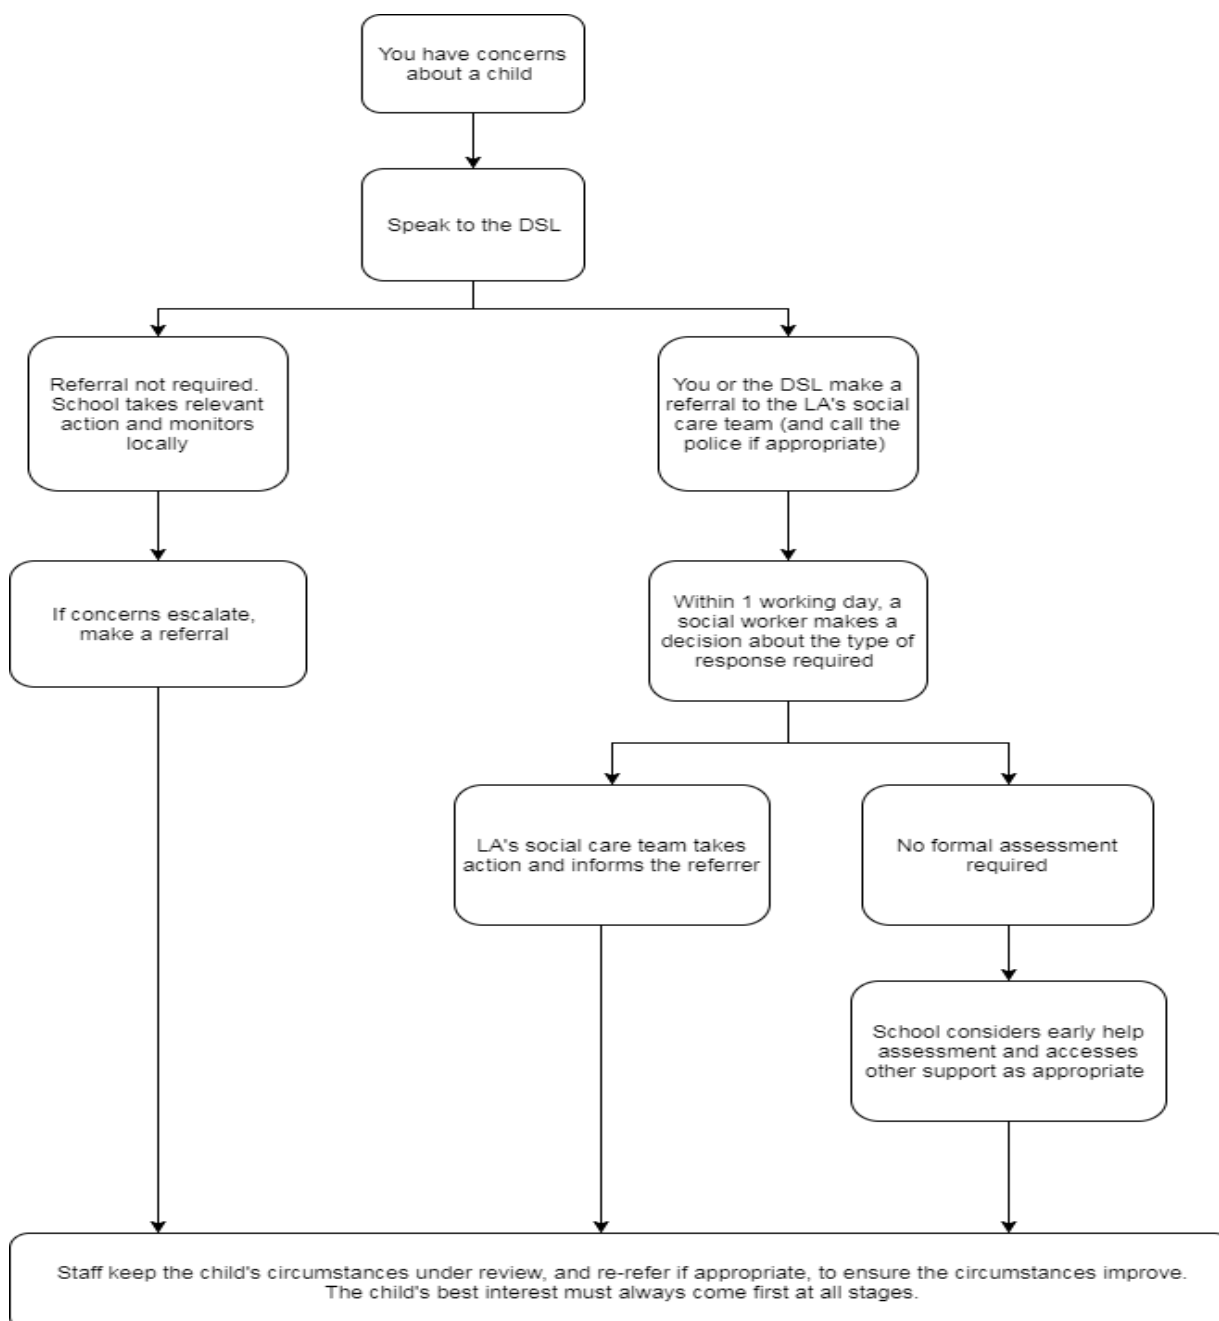 You have concerns
about a child
Speak to the DSL
Referral not required.
School takes relevant
action and monitors
locally
You or the DSL make a
referral to the LA's social
care team (and call the
police if appropriate)
If concerns escalate,
make a referral
Within 1 working day, a
social worker makes a
decision about the type of
response required
LA's social care team takes
action and informs the referrer
No formal assessment
required
School considers early help
assessment and accesses
other support as appropriate
Staff keep the child's circumstances under review, and re-refer if appropriate, to ensure the circumstances improve.
The child's best interest must always come first at all stages.